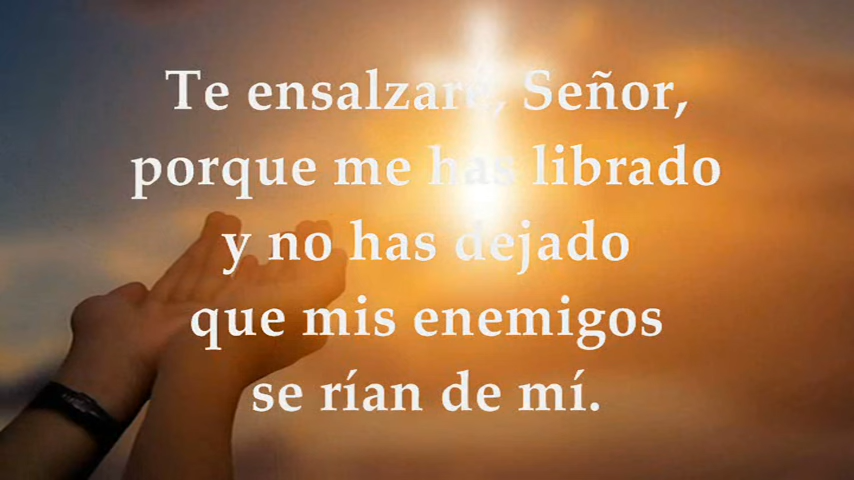 Te ensalzaré, Señor,
porque me has librado
y no has dejado
que mis enemigos
se rían de mí.